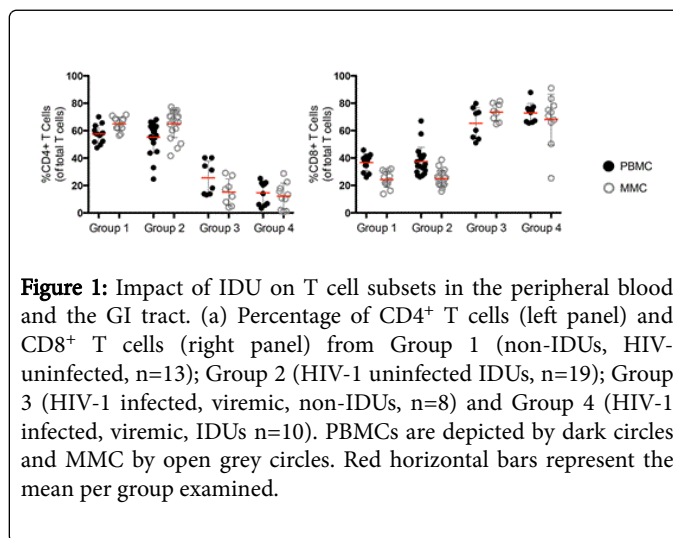 100
80
60
40
20
0
%CD4+ T Cells
(of total T cells)
Group 1 Group 2 Group 3 Group 4
100
80
60
40
20
0
%CD8+ T Cells
(of total T cells)
Group 1 Group 2 Group 3 Group 4
PBMC
MMC
Figure 1: Impact of IDU on T cell subsets in the peripheral blood
and the GI tract. (a) Percentage of CD4+ T cells (left panel) and
CD8+ T cells (right panel) from Group 1 (non-IDUs, HIV-
uninfected, n=13); Group 2 (HIV-1 uninfected IDUs, n=19); Group
3 (HIV-1 infected, viremic, non-IDUs, n=8) and Group 4 (HIV-1
infected, viremic, IDUs n=10). PBMCs are depicted by dark circles
and MMC by open grey circles. Red horizontal bars represent the
mean per group examined.